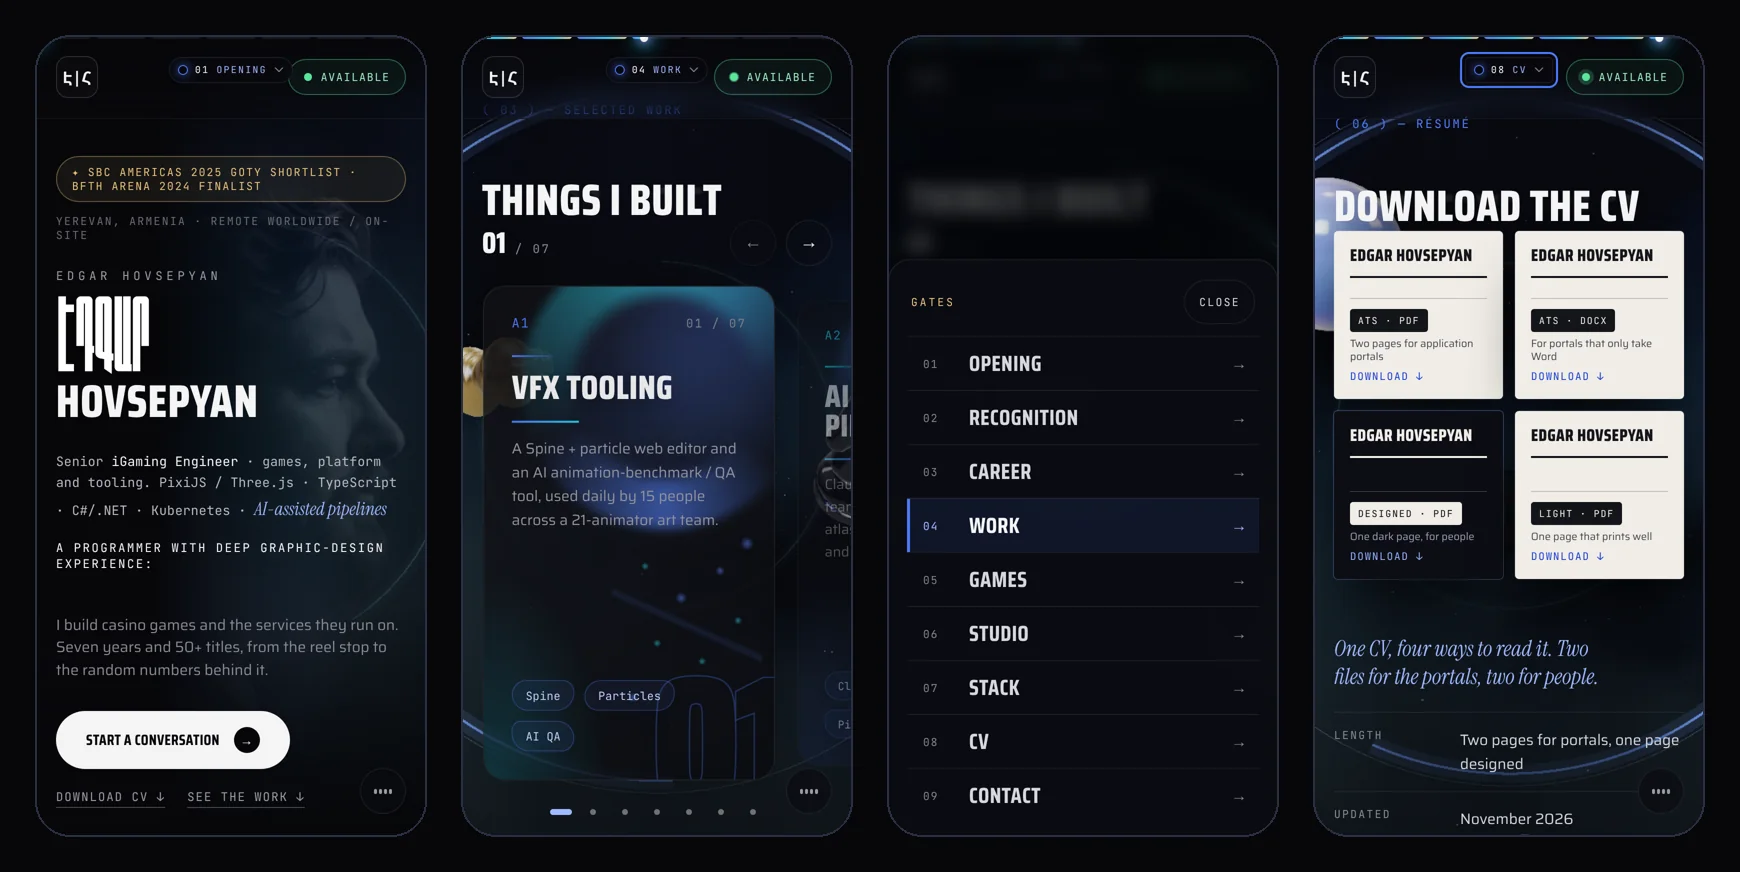 01 OPENING
AVAILABLE
✦ SBC AMERICAS 2025 GOTY SHORTLIST ·
BFTH ARENA 2024 FINALIST
YEREVAN, ARMENIA · REMOTE WORLDWIDE / ON-
SITE
EDGAR HOVSEPYAN
HOVSEPYAN
Senior iGaming Engineer · games, platform
and tooling. PixiJS / Three.js · TypeScript
· C#/.NET · Kubernetes · AI-assisted pipelines
A PROGRAMMER WITH DEEP GRAPHIC-DESIGN
EXPERIENCE:
I build casino games and the services they run on.
Seven years and 50+ titles, from the reel stop to
the random numbers behind it.
START A CONVERSATION →
DOWNLOAD CV ↓
SEE THE WORK ↓
04 WORK
AVAILABLE
( 03 ) — SELECTED WORK
THINGS I BUILT
01 / 07
← →
A1
01 / 07
VFX TOOLING
A Spine + particle web editor and
an AI animation-benchmark / QA
tool, used daily by 15 people
across a 21-animator art team.
Spine
Particles
AI QA
01
A2
and
GATES
CLOSE
01 OPENING →
02 RECOGNITION →
03 CAREER →
04 WORK →
05 GAMES →
06 STUDIO →
07 STACK →
08 CV →
09 CONTACT →
08 CV
AVAILABLE
( 06 ) — RÉSUMÉ
DOWNLOAD THE CV
EDGAR HOVSEPYAN
ATS · PDF
Two pages for application
portals
DOWNLOAD ↓
EDGAR HOVSEPYAN
ATS · DOCX
For portals that only take
Word
DOWNLOAD ↓
EDGAR HOVSEPYAN
DESIGNED · PDF
One dark page, for people
DOWNLOAD ↓
EDGAR HOVSEPYAN
LIGHT · PDF
One page that prints well
DOWNLOAD ↓
One CV, four ways to read it. Two
files for the portals, two for people.
LENGTH
Two pages for portals, one page
designed
UPDATED
November 2026